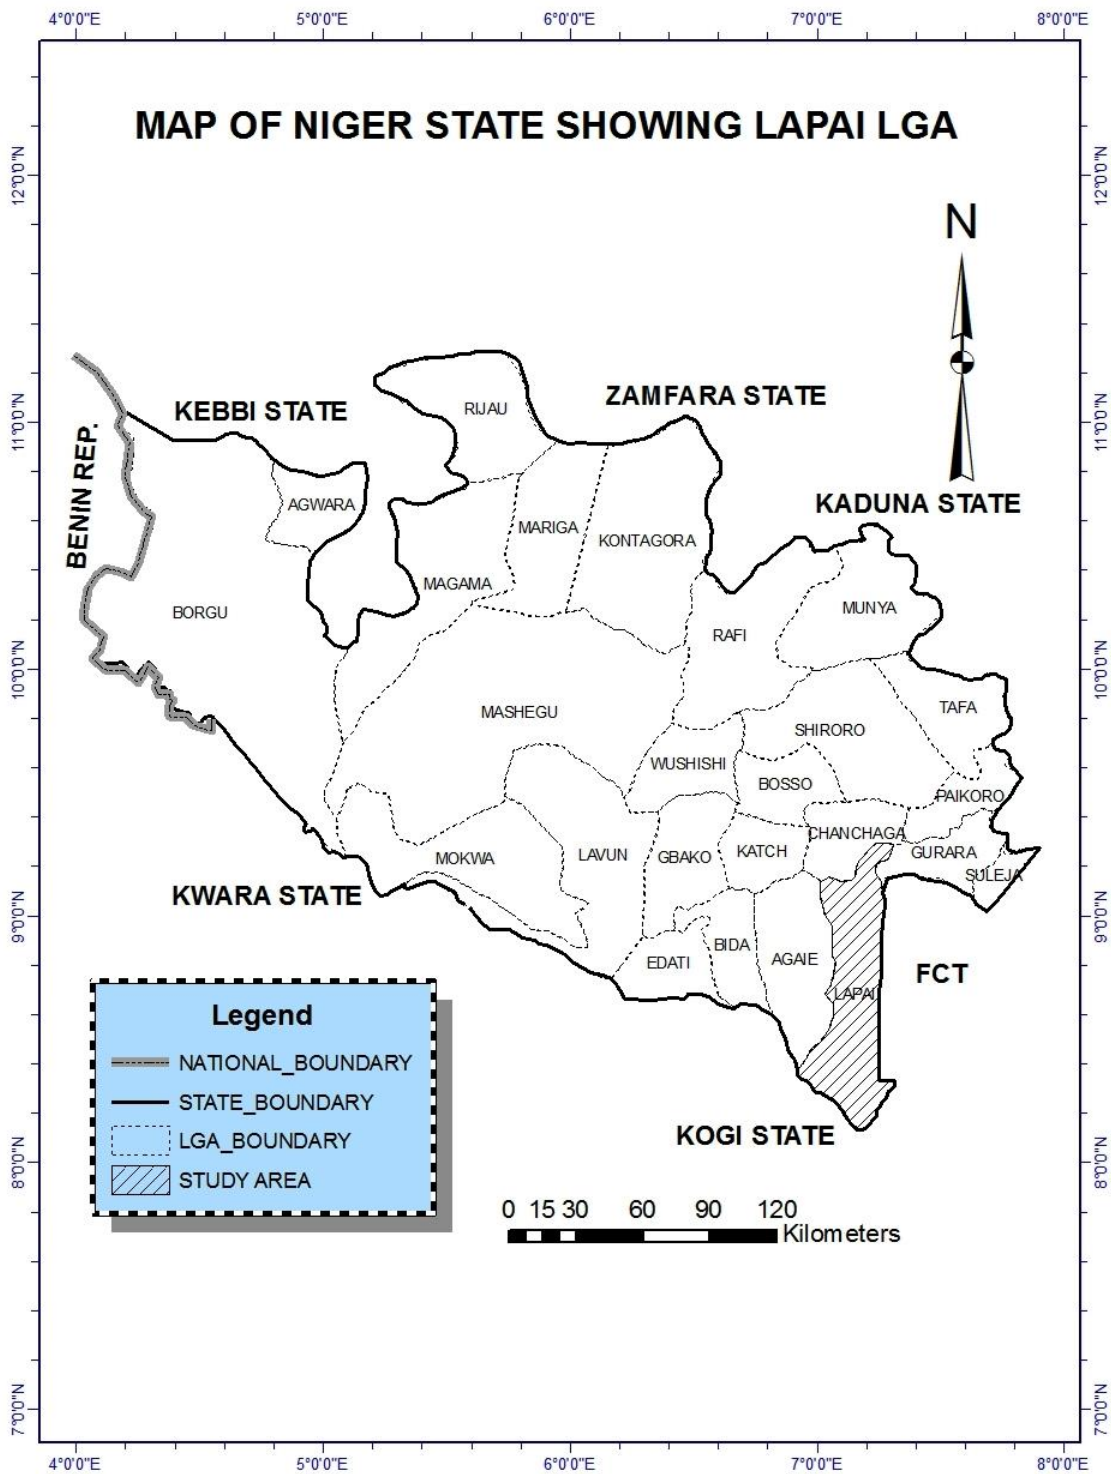 4°0'0"E 5°0'0"E 6°0'0"E 7°0'0"E 8°0'0"E
MAP OF NIGER STATE SHOWING LAPAI LGA
12°0'0"N 12°0'0"N
N
11°0'0"N 11°0'0"N
KEBBI STATE
ZAMFARA STATE
RIJAU
BENIN REP.
KADUNA STATE
AGWARA
MARIGA
KONTAGORA
MAGAMA
BORGU
MUNYA
RAFI
10°0'0"N 10°0'0"N
MASHEGU
TAFA
SHIRORO
WUSHISHI
BOSSO
PAIKORO
CHANCHAGA
MOKWA
LAVUN
GBAKO
KATCH
GURARA
SULEJA
KWARA STATE
9°0'0"N 9°0'0"N
EDATI
BIDA
AGAIE
LAPAI
FCT
Legend
NATIONAL_BOUNDARY
STATE_BOUNDARY
LGA_BOUNDARY
STUDY AREA
KOGI STATE
8°0'0"N 8°0'0"N
0 15 30 60 90 120
Kilometers
7°0'0"N 7°0'0"N
4°0'0"E 5°0'0"E 6°0'0"E 7°0'0"E 8°0'0"E